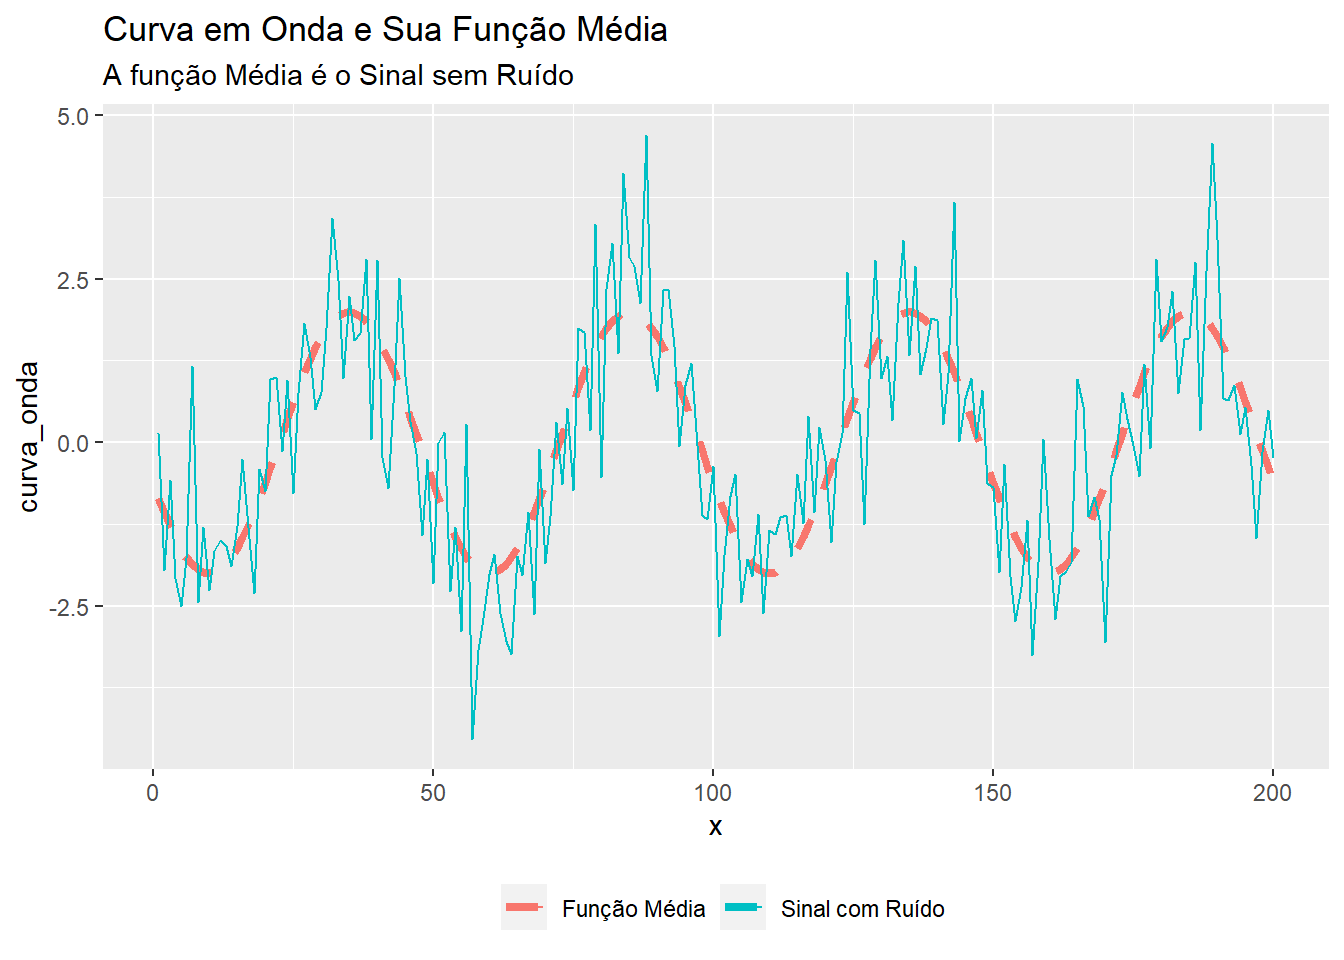 Curva em Onda e Sua Função Média
A função Média é o Sinal sem Ruído
5.0
2.5
0.0
-2.5
curva_onda
0 50 100 150 200
x
Função Média Sinal com Ruído